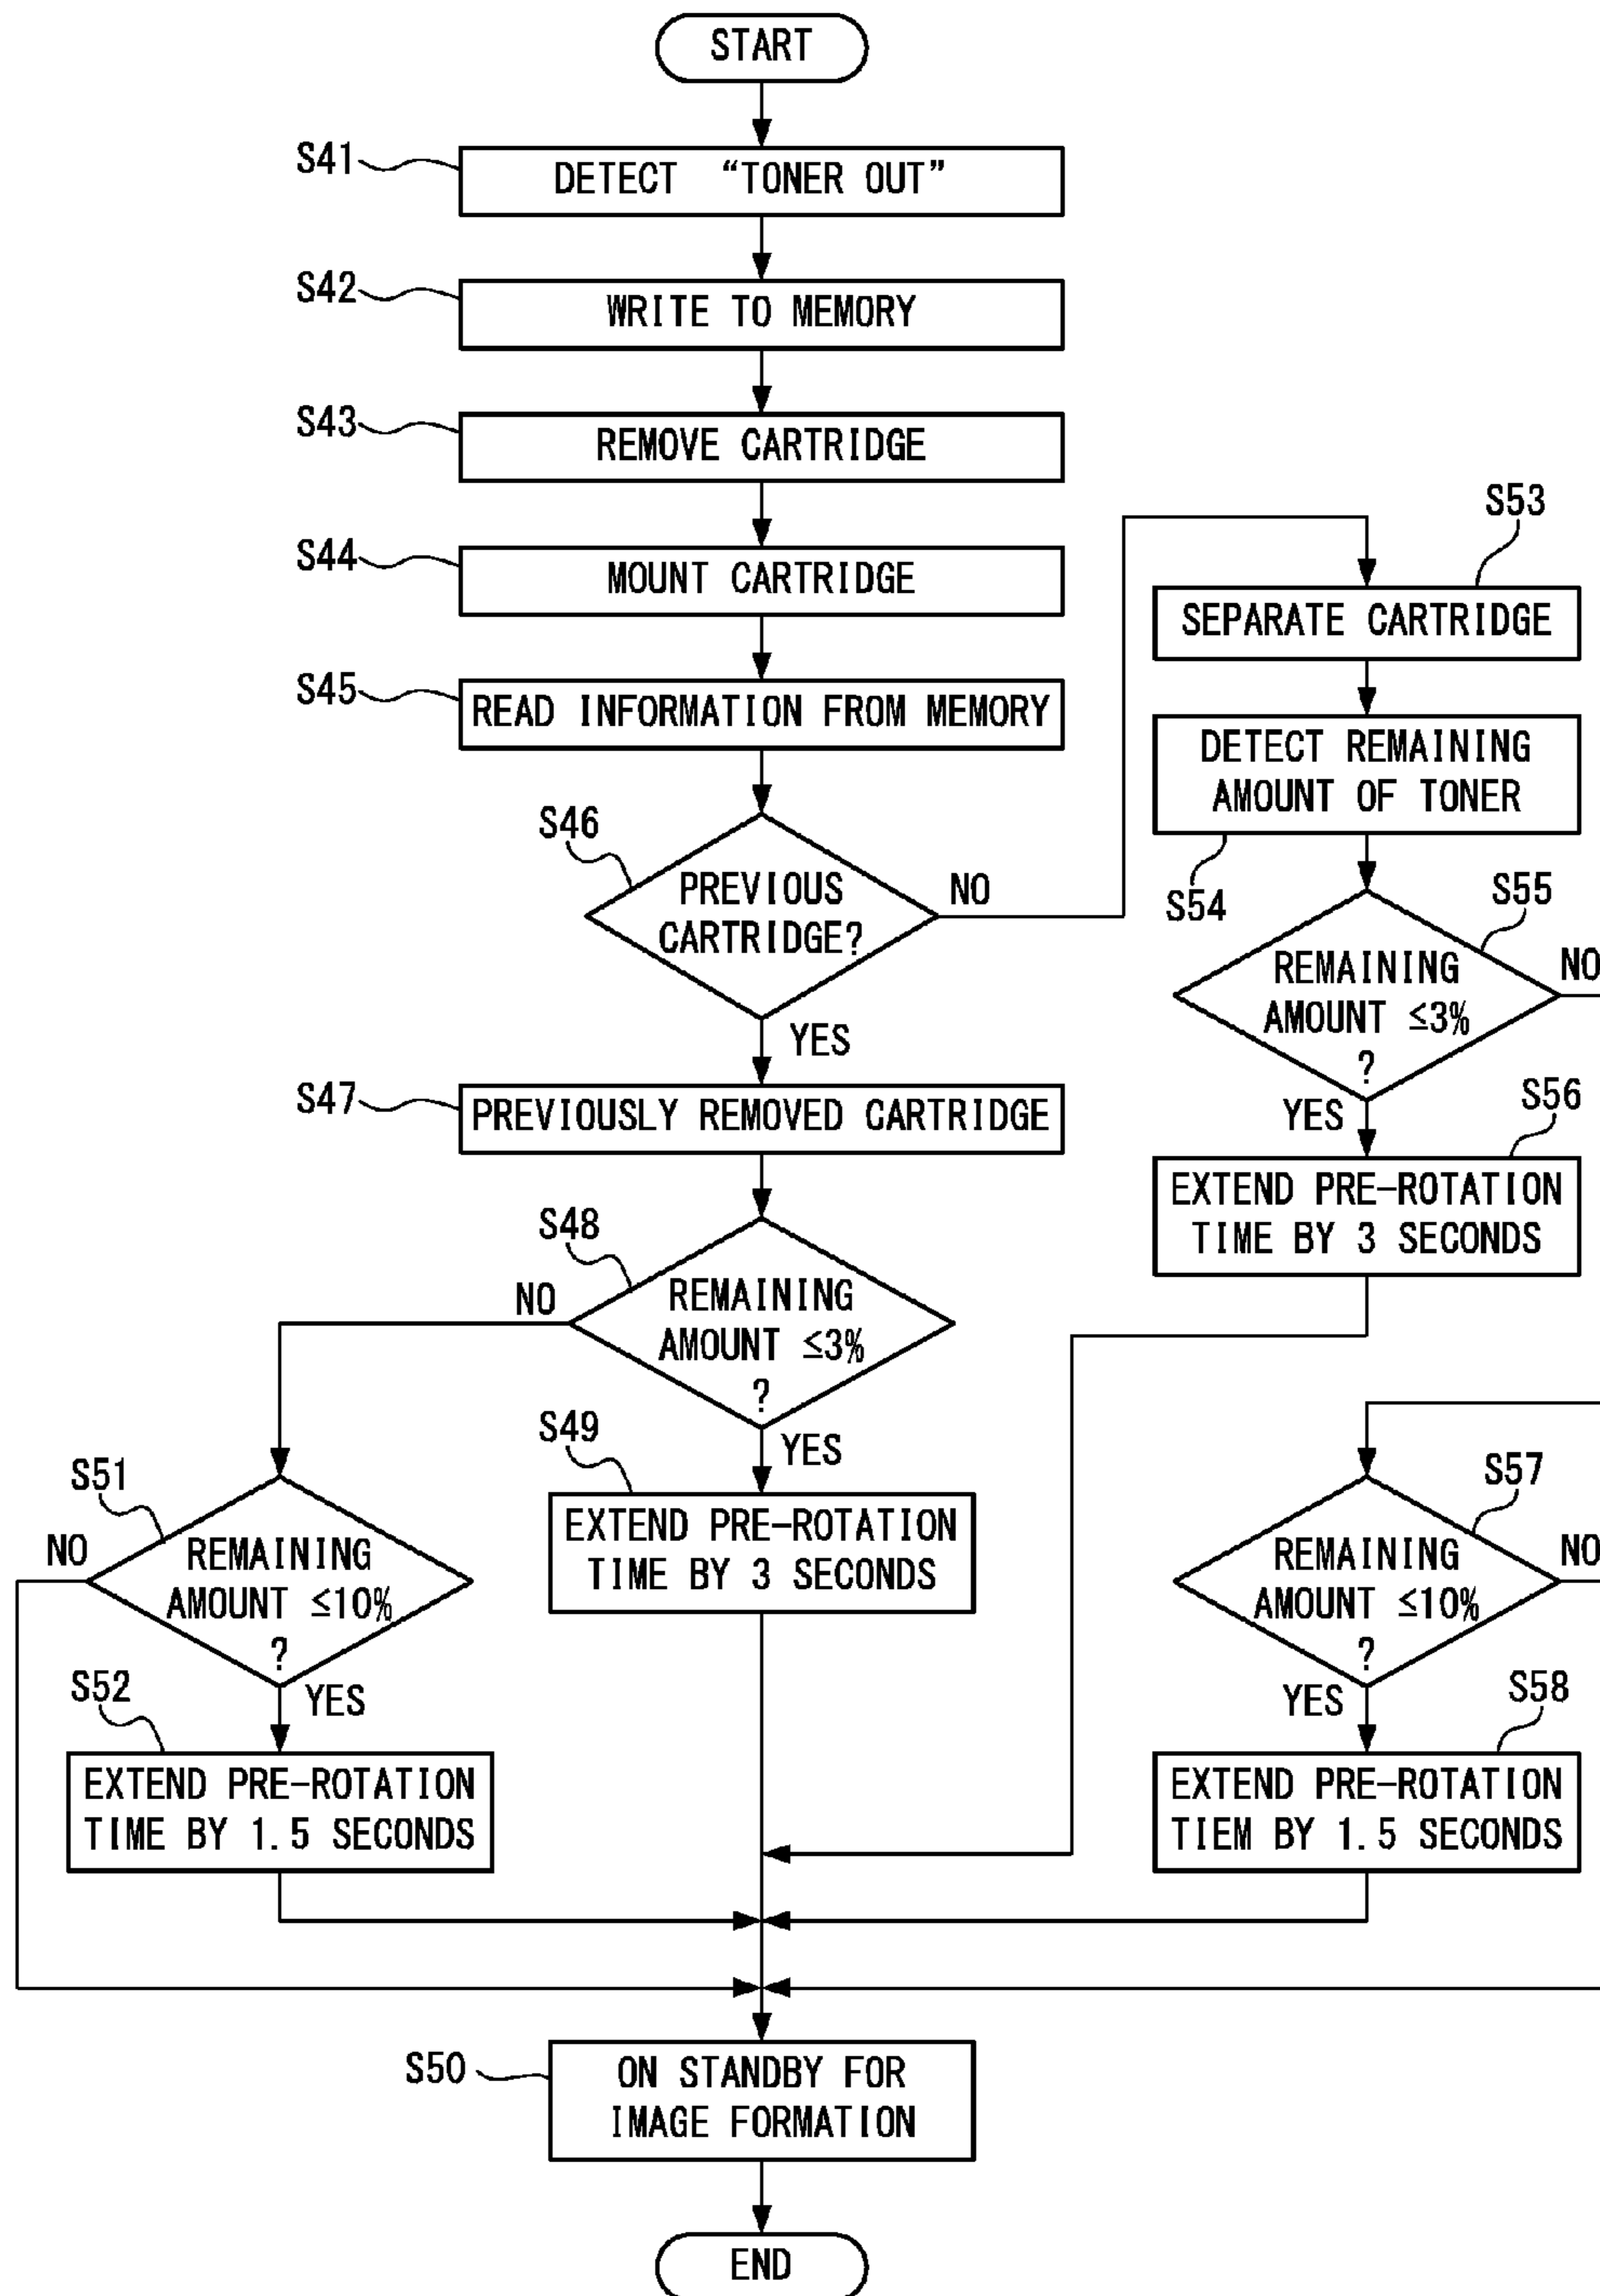 START
S41
DETECT “TONER OUT”
S42
WRITE TO MEMORY
S43
REMOVE CARTRIDGE
S44
MOUNT CARTRIDGE
S45
READ INFORMATION FROM MEMORY
S46
PREVIOUS
CARTRIDGE?
NO
YES
S53
SEPARATE CARTRIDGE
DETECT REMAINING
AMOUNT OF TONER
S54
S55
REMAINING
AMOUNT ≤3%
?
NO
YES
S56
EXTEND PRE-ROTATION
TIME BY 3 SECONDS
S47
PREVIOUSLY REMOVED CARTRIDGE
S48
REMAINING
AMOUNT ≤3%
?
NO
YES
S49
EXTEND PRE-ROTATION
TIME BY 3 SECONDS
S51
REMAINING
AMOUNT ≤10%
?
NO
YES
S52
EXTEND PRE-ROTATION
TIME BY 1.5 SECONDS
S57
REMAINING
AMOUNT ≤10%
?
NO
YES
S58
EXTEND PRE-ROTATION
TIEM BY 1.5 SECONDS
S50
ON STANDBY FOR
IMAGE FORMATION
END